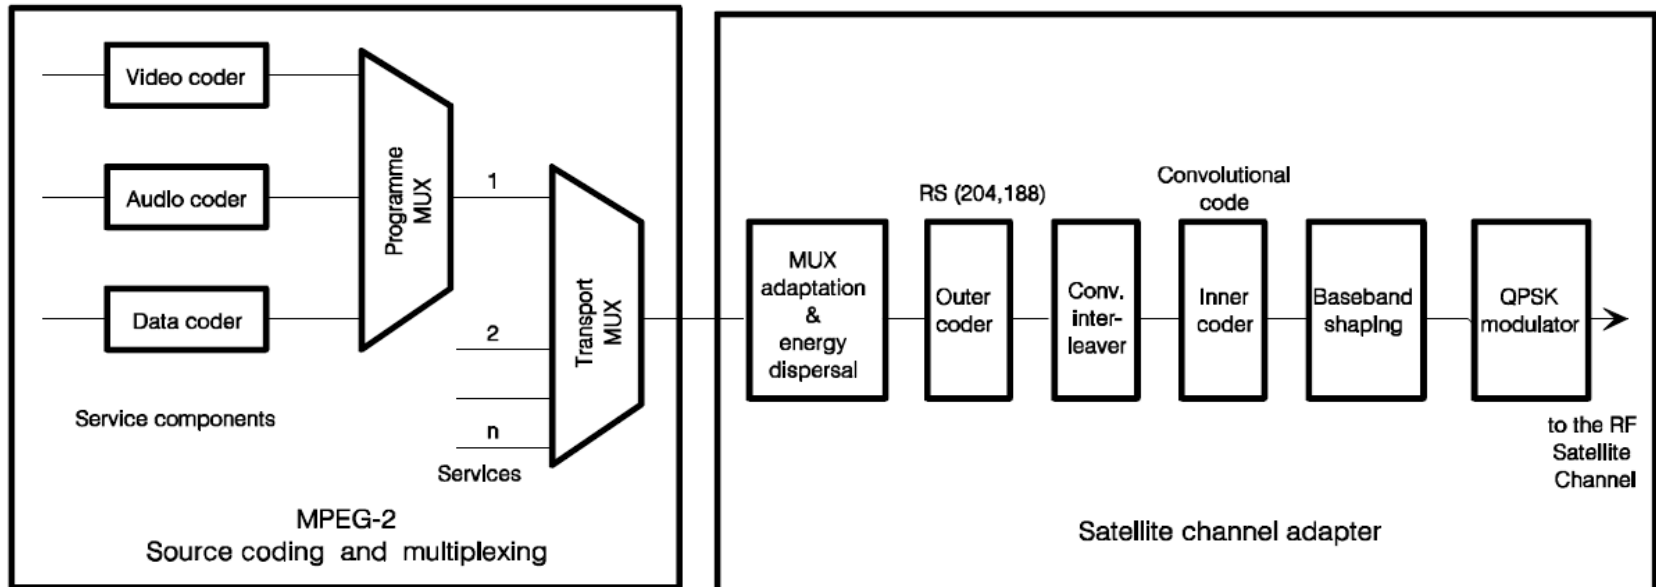 Video coder
Audio coder
Data coder
Service components
Programme
MUX
1
2
n
Services
Transport
MUX
MPEG-2
Source coding and multiplexing
MUX
adaptation
&
energy
dispersal
RS (204,188)
Outer
coder
Conv.
inter-
leaver
Convolutional
code
Inner
coder
Baseband
shaping
QPSK
modulator
to the RF
Satellite
Channel
Satellite channel adapter